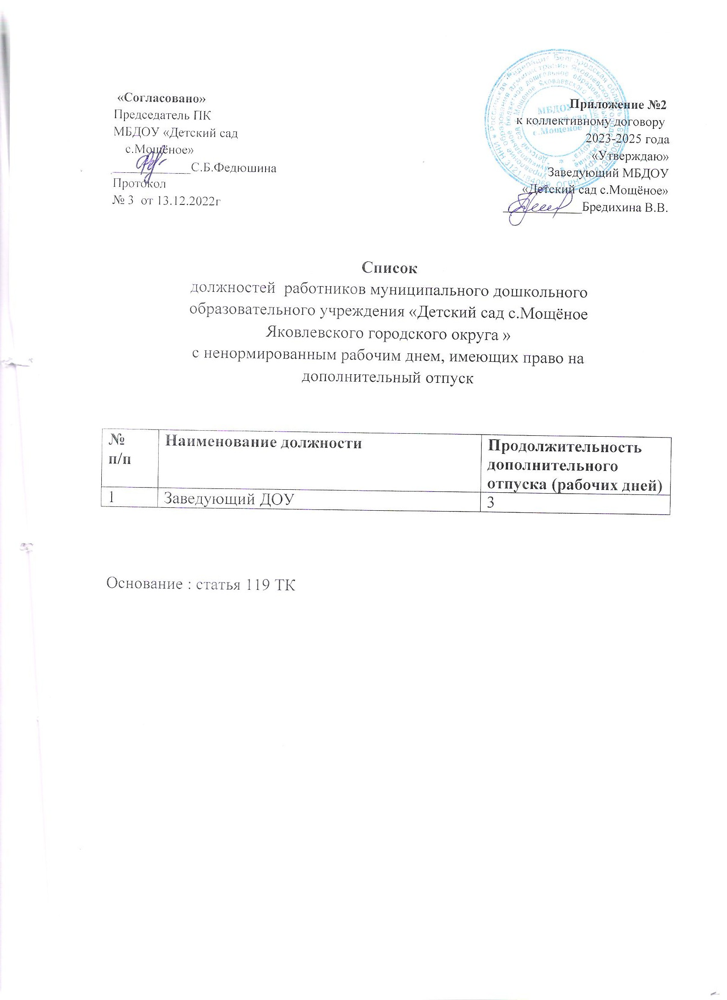 «Согласовано»
Председатель ПК
МБДОУ «Детский сад
с.Мощёное»
_____________С.Б.Федюшина
Протокол
№ 3  от 13.12.2022г
Приложение №2
к коллективному договору
2023-2025 года
«Утверждаю»
Заведующий МБДОУ
«Детский сад с.Мощёное»
_____________Бредихина В.В.
МБДОУ
сад
с.Мощеное
Список
должностей  работников муниципального дошкольного
образовательного учреждения «Детский сад с.Мощёное
Яковлевского городского округа »
с ненормированным рабочим днем, имеющих право на
дополнительный отпуск
№
п/п
Наименование должности
Продолжительность
дополнительного
отпуска (рабочих дней)
1
Заведующий ДОУ
3
Основание : статья 119 ТК